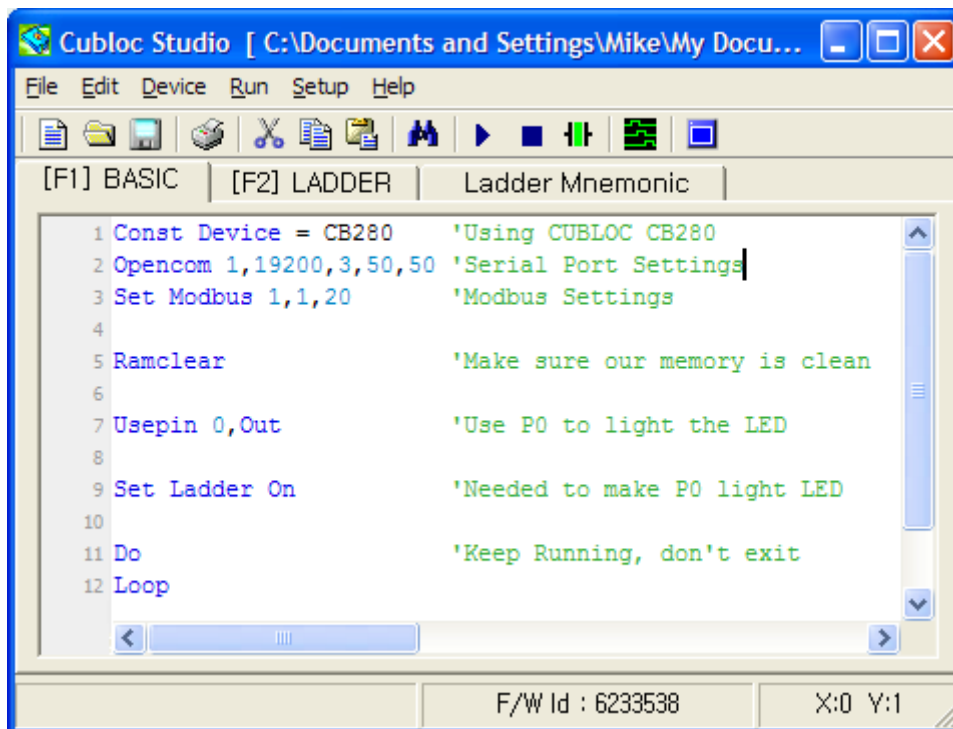 Cubloc Studio [ C:\Documents and Settings\Mike\My Docu...
File Edit Device Run Setup Help
[F1] BASIC [F2] LADDER Ladder Mnemonic
1 Const Device = CB280 'Using CUBLOC CB280
2 Opencom 1,19200,3,50,50 'Serial Port Settings
3 Set Modbus 1,1,20 'Modbus Settings
4
5 Ramclear 'Make sure our memory is clean
6
7 Usepin 0,Out 'Use P0 to light the LED
8
9 Set Ladder On 'Needed to make P0 light LED
10
11 Do 'Keep Running, don't exit
12 Loop
F/W Id : 6233538 X:0 Y:1